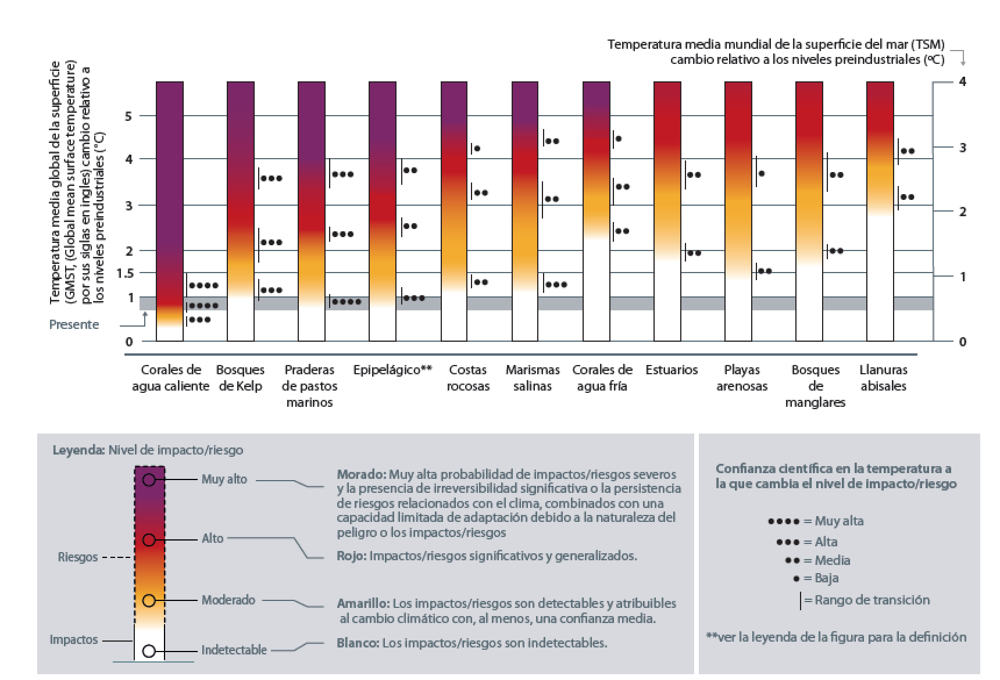 Temperatura media mundial de la superficie del mar (TSM)
cambio relativo a los niveles preindustriales (ºC)
Temperatura media global de la superficie
(GMST, (Global mean surface temperature)
por sus siglas en ingles) cambio relativo a
los niveles preindustriales (°C)
5
4
3
2
1.5
1
0
Presente
4
3
2
1
0
Corales de
agua caliente
Bosques
de Kelp
Praderas
de pastos
marinos
Epipelágico**
Costas
rocosas
Marismas
salinas
Corales de
agua fría
Estuarios
Playas
arenosas
Bosques
de
manglares
Llanuras
abisales
Leyenda: Nivel de impacto/riesgo
Muy alto
Alto
Riesgos
Moderado
Impactos
Indetectable
Morado: Muy alta probabilidad de impactos/riesgos severos
y la presencia de irreversibilidad significativa o la persistencia
de riesgos relacionados con el clima, combinados con una
capacidad limitada de adaptación debido a la naturaleza del
peligro o los impactos/riesgos
Rojo: Impactos/riesgos significativos y generalizados.
Amarillo: Los impactos/riesgos son detectables y atribuibles
al cambio climático con, al menos, una confianza media.
Blanco: Los impactos/riesgos son indetectables.
Confianza científica en la temperatura a
la que cambia el nivel de impacto/riesgo
•••• = Muy alta
••• = Alta
•• = Media
• = Baja
| = Rango de transición
**ver la leyenda de la figura para la definición